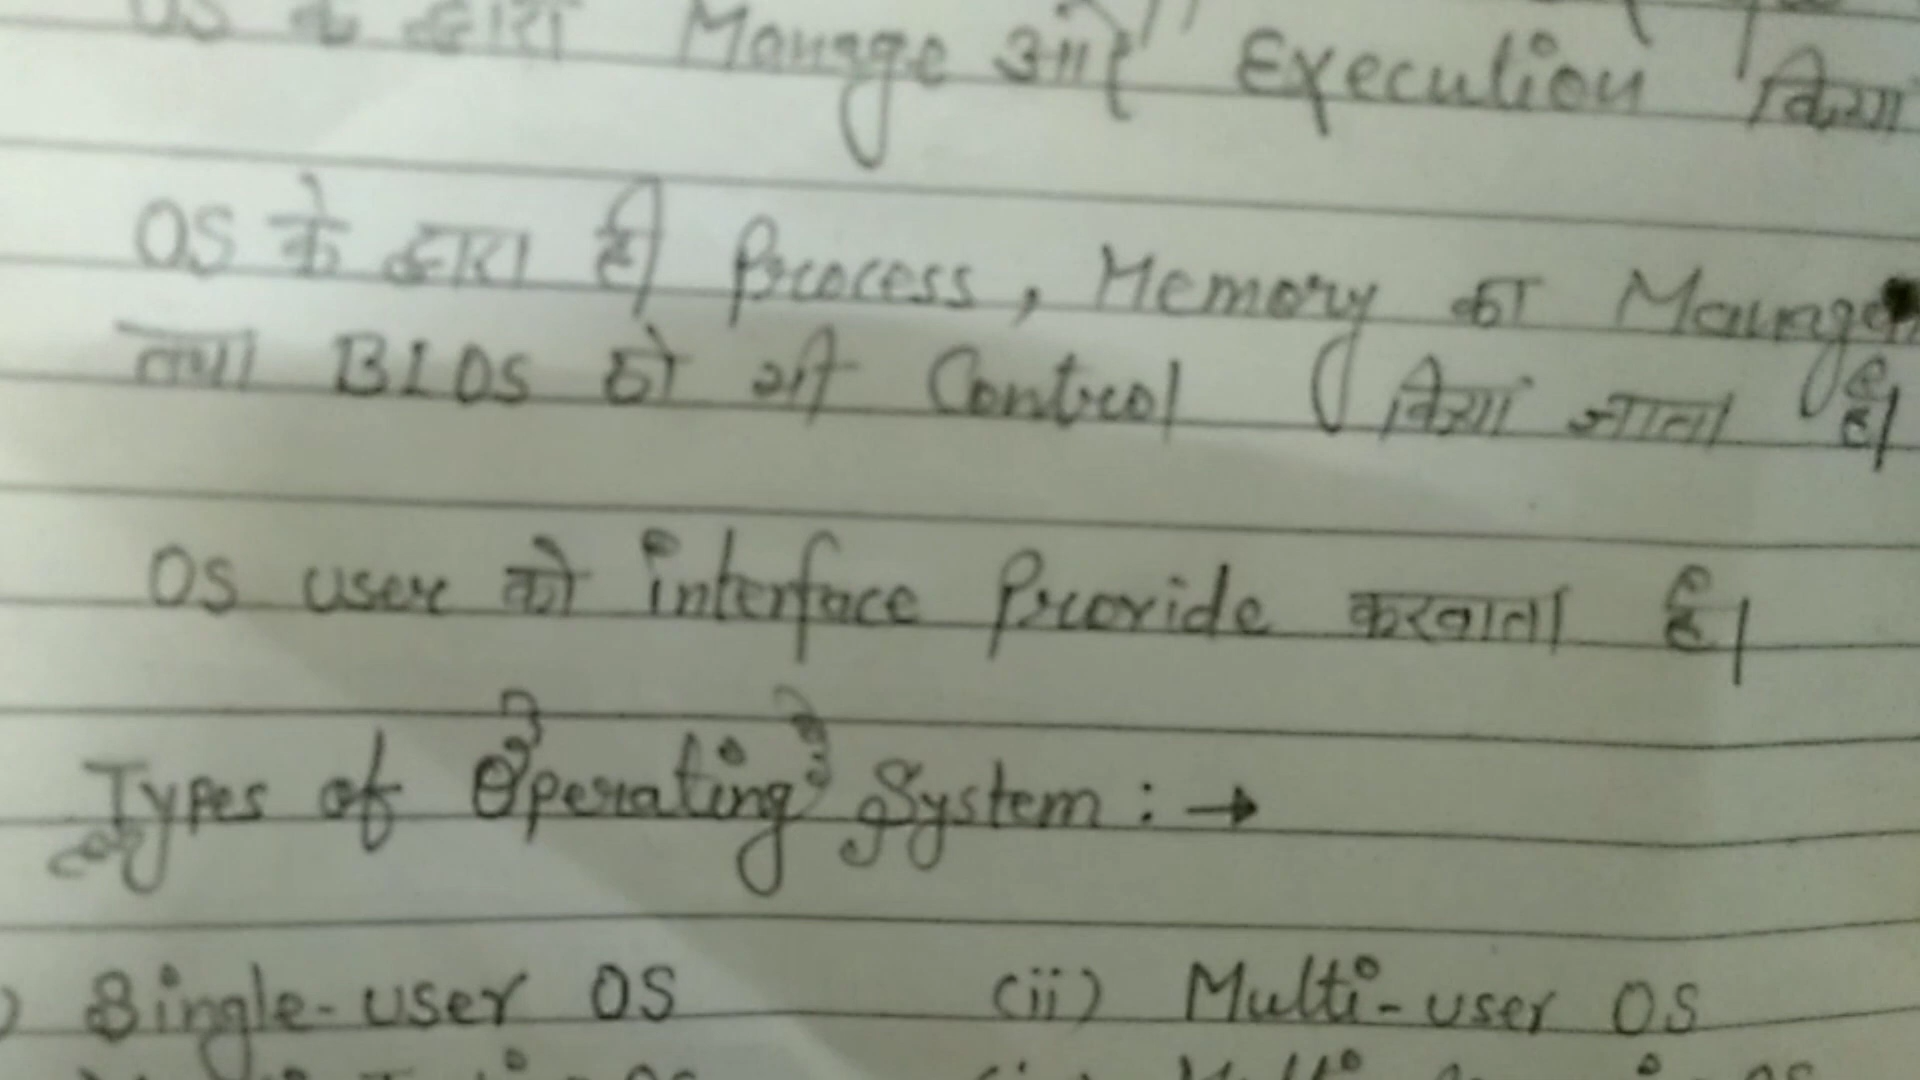 OS के द्वारा Manage और Execution किया
OS के द्वारा ही Process, Memory का Manage
तथा BIOS को भी Control किया जाता है।
OS user को interface Provide करवाता है।
Types of Operating System : →
) Single-user OS (ii) Multi-user OS